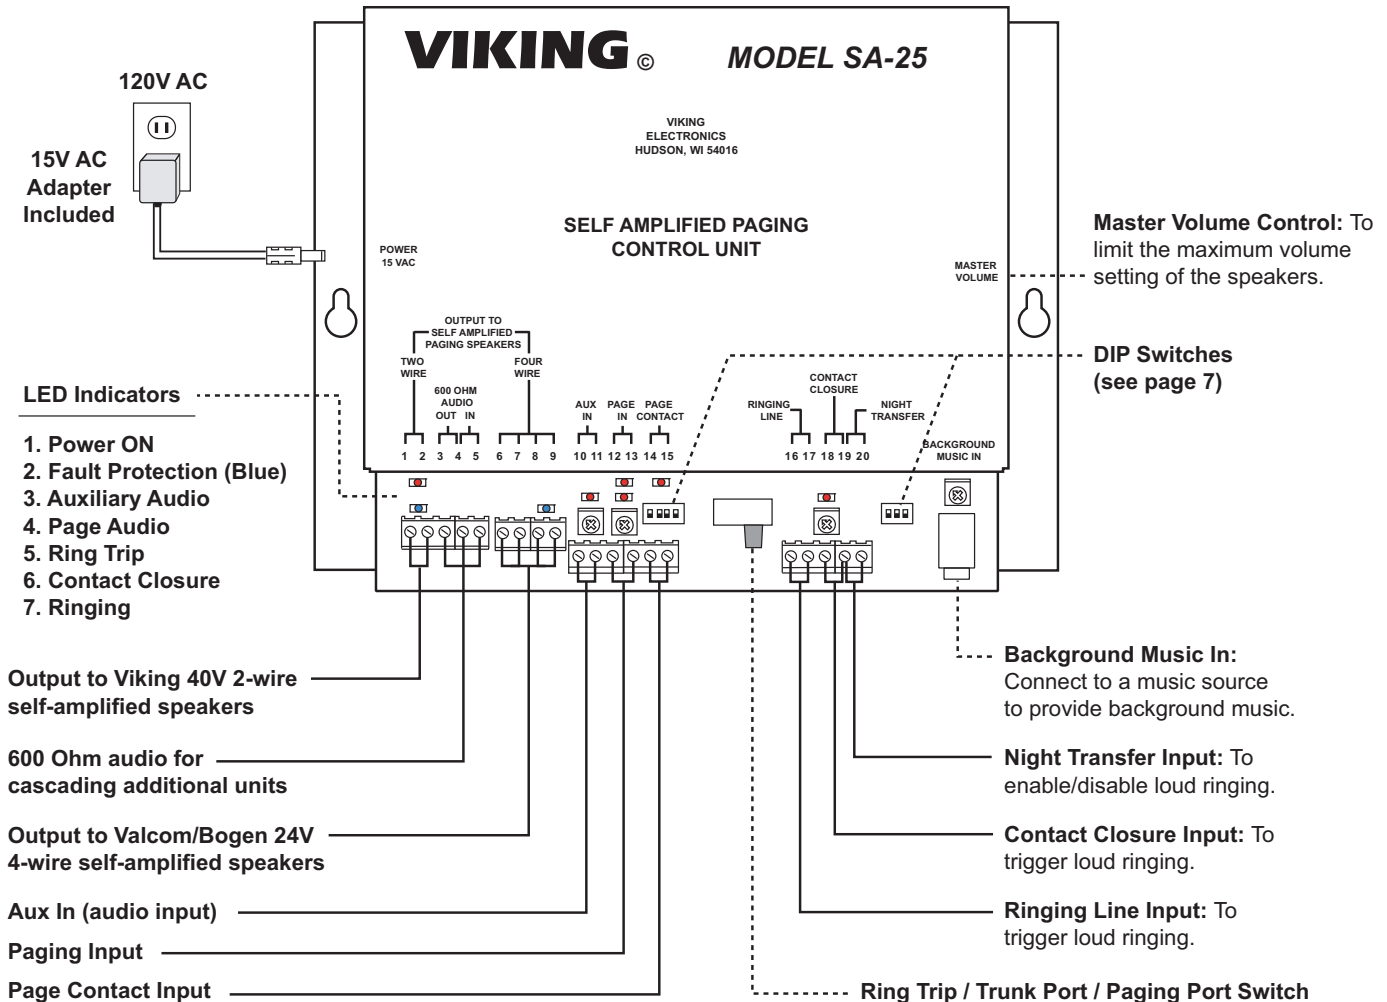 VIKING ©
MODEL SA-25
VIKING
ELECTRONICS
HUDSON, WI 54016
SELF AMPLIFIED PAGING
CONTROL UNIT
120V AC
15V AC
Adapter
Included
POWER
15 VAC
MASTER
VOLUME
Master Volume Control: To
limit the maximum volume
setting of the speakers.
DIP Switches
(see page 7)
OUTPUT TO
SELF AMPLIFIED
PAGING SPEAKERS
TWO
WIRE
FOUR
WIRE
600 OHM
AUDIO
OUT IN
AUX
IN
PAGE
IN
PAGE
CONTACT
RINGING
LINE
CONTACT
CLOSURE
NIGHT
TRANSFER
BACKGROUND
MUSIC IN
1 2 3 4 5 6 7 8 9 10 11 12 13 14 15 16 17 18 19 20
LED Indicators
1. Power ON
2. Fault Protection (Blue)
3. Auxiliary Audio
4. Page Audio
5. Ring Trip
6. Contact Closure
7. Ringing
Output to Viking 40V 2-wire
self-amplified speakers
600 Ohm audio for
cascading additional units
Output to Valcom/Bogen 24V
4-wire self-amplified speakers
Aux In (audio input)
Paging Input
Page Contact Input
Background Music In:
Connect to a music source
to provide background music.
Night Transfer Input: To
enable/disable loud ringing.
Contact Closure Input: To
trigger loud ringing.
Ringing Line Input: To
trigger loud ringing.
Ring Trip / Trunk Port / Paging Port Switch